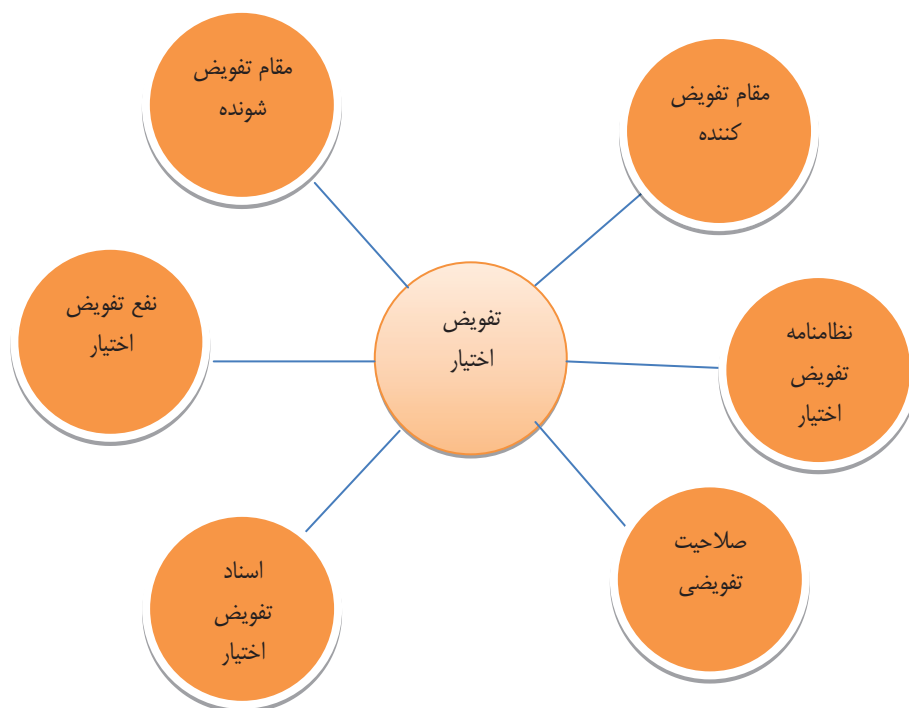 مقام تفویض
کننده
مقام تفویض
شونده
نظامنامه
تفویض
اختیار
تفویض
اختیار
نفع تفویض
اختیار
صلاحیت
تفویضی
اسناد
تفویض
اختیار